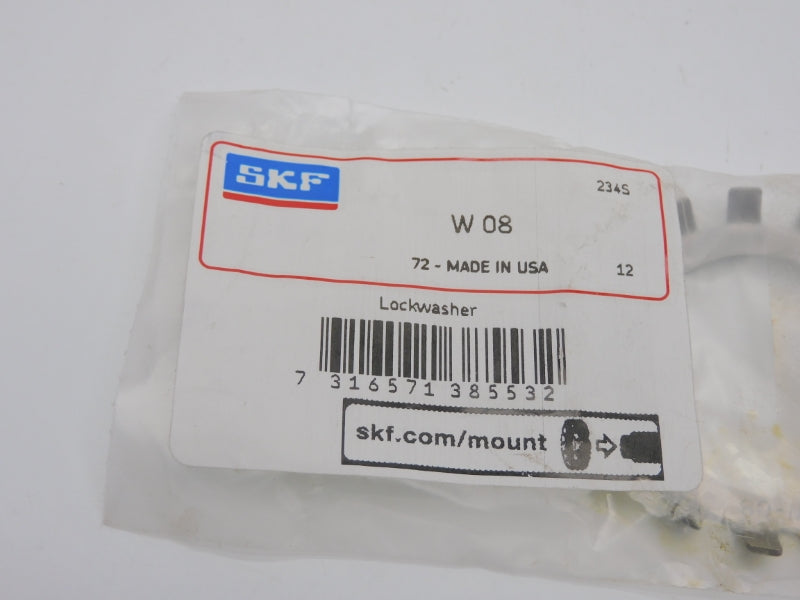 SKF
234S
W 08
72 - MADE IN USA
12
Lockwasher
7 316571 385532
skf.com/mount